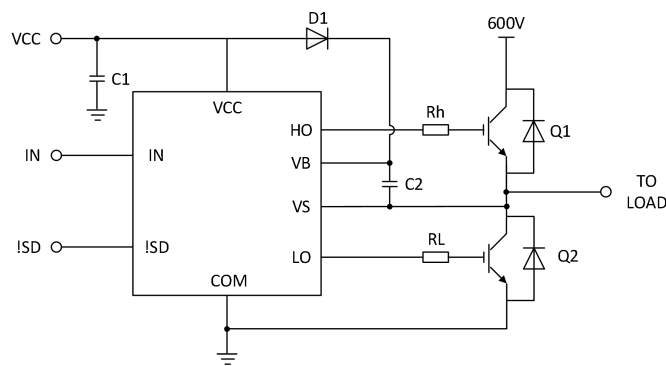 D1
600V
VCC
C1
VCC
HO
Rh
Q1
IN
IN
VB
C2
TO
LOAD
VS
RL
!SD
!SD
LO
Q2
COM